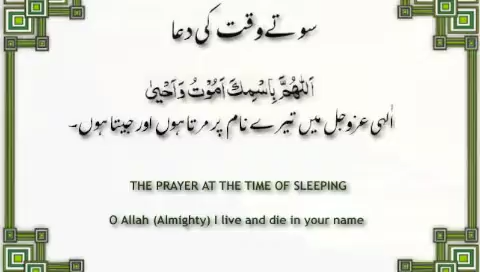 سوتے وقت کی دعا
اَللّٰهُمَّ بِاسْمِكَ اَمُوْتُ وَاَحْيٰى
الٰہی عزوجل میں تیرے نام پر مرتا ہوں اور جیتا ہوں۔
THE PRAYER AT THE TIME OF SLEEPING
O Allah (Almighty) I live and die in your name